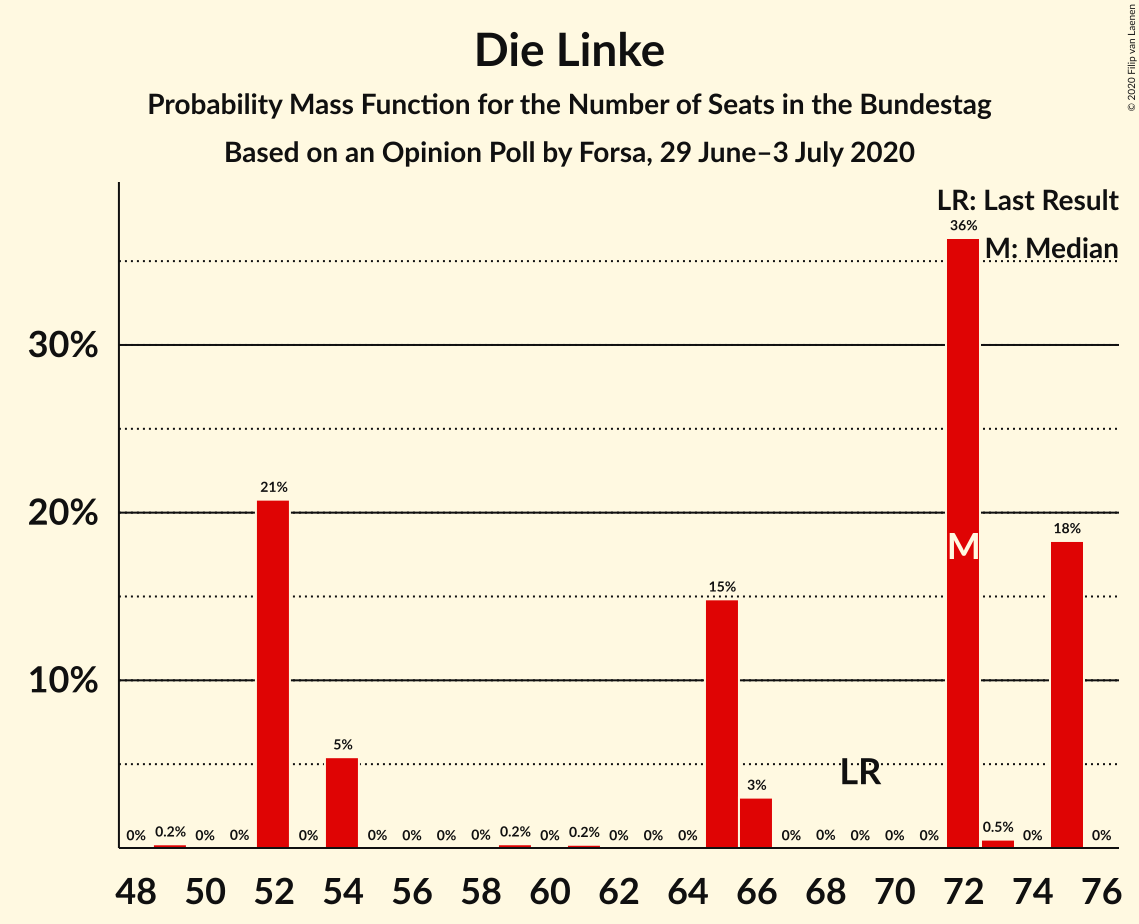 Die Linke
Probability Mass Function for the Number of Seats in the Bundestag
Based on an Opinion Poll by Forsa, 29 June–3 July 2020
© 2020 Filip van Laenen
LR: Last Result
M: Median
36%
30%
21%
20%
18%
M
15%
10%
5%
LR
3%
0% 0.2% 0% 0% 0% 0% 0% 0% 0% 0.2% 0% 0.2% 0% 0% 0% 0% 0% 0% 0% 0% 0.5% 0% 0%
48 50 52 54 56 58 60 62 64 66 68 70 72 74 76